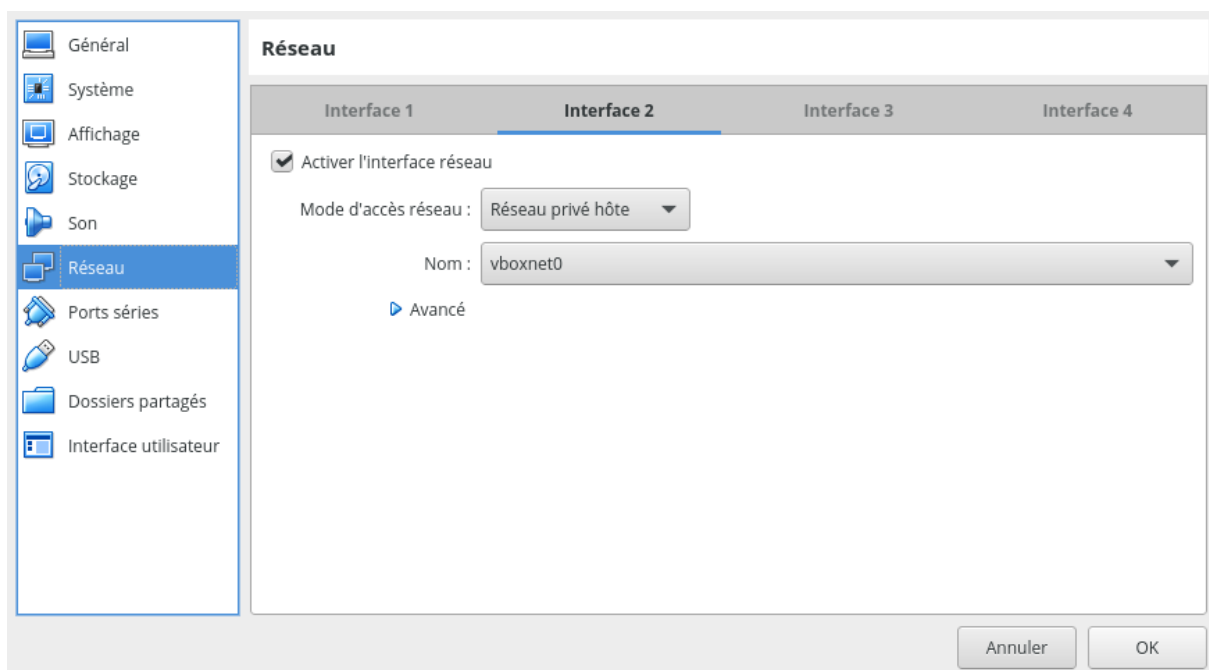 Général
Système
Affichage
Stockage
Son
Réseau
Ports séries
USB
Dossiers partagés
Interface utilisateur
Réseau
Interface 1 Interface 2 Interface 3 Interface 4
Activer l'interface réseau
Mode d'accès réseau : Réseau privé hôte
Nom : vboxnet0
Avancé
Annuler OK